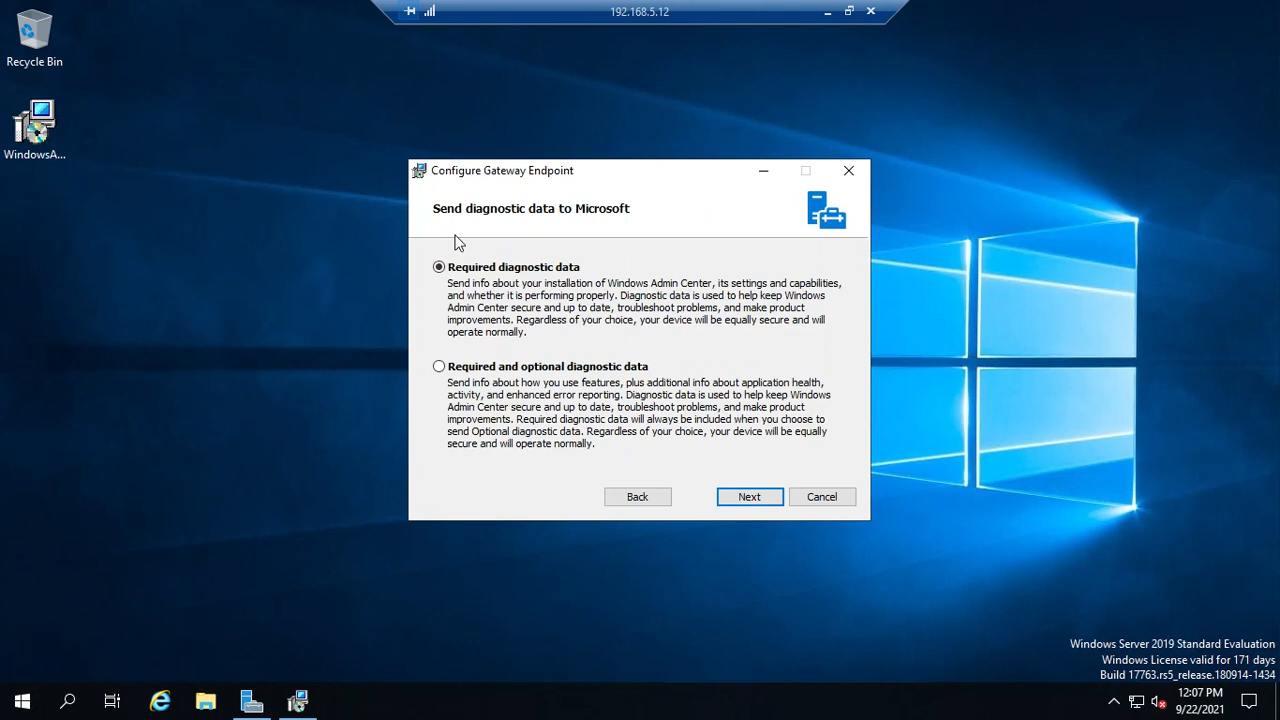 192.168.5.12
Recycle Bin
WindowsA...
Configure Gateway Endpoint
Send diagnostic data to Microsoft
Required diagnostic data
Send info about your installation of Windows Admin Center, its settings and capabilities,
and whether it is performing properly. Diagnostic data is used to help keep Windows
Admin Center secure and up to date, troubleshoot problems, and make product
improvements. Regardless of your choice, your device will be equally secure and will
operate normally.
Required and optional diagnostic data
Send info about how you use features, plus additional info about application health,
activity, and enhanced error reporting. Diagnostic data is used to help keep Windows
Admin Center secure and up to date, troubleshoot problems, and make product
improvements. Required diagnostic data will always be included when you choose to
send Optional diagnostic data. Regardless of your choice, your device will be equally
secure and will operate normally.
Back
Next
Cancel
Windows Server 2019 Standard Evaluation
Windows License valid for 171 days
Build 17763.rs5_release.180914-1434
12:07 PM
9/22/2021